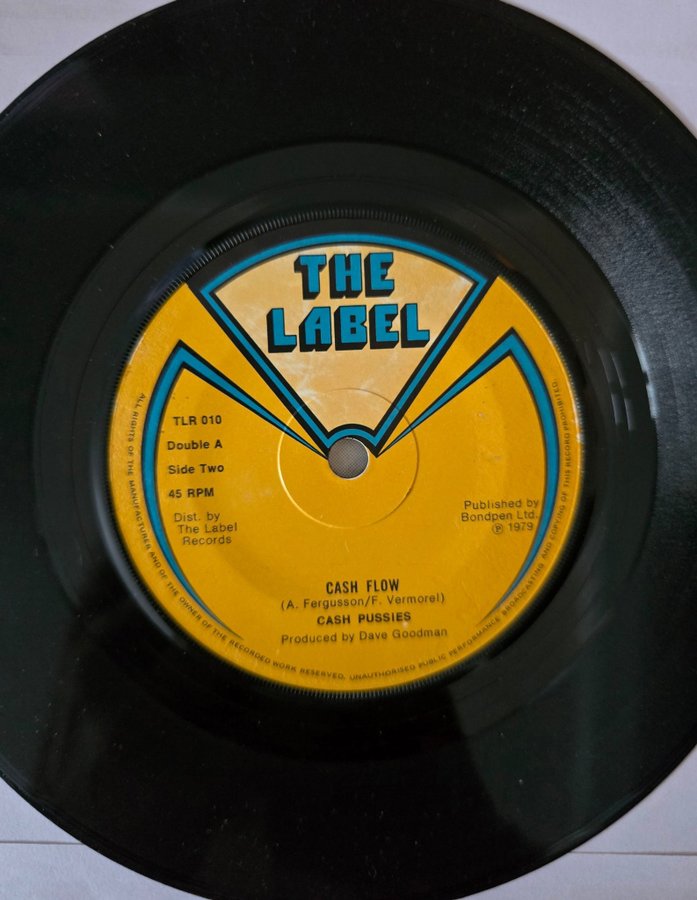 THE
LABEL
TLR 010
Double A
Side Two
45 RPM
Dist. by
The Label
Records
Published by
Bondpen Ltd.
Ⓟ 1979
CASH FLOW
(A. Fergusson/F. Vermorel)
CASH PUSSIES
Produced by Dave Goodman
ALL RIGHTS OF THE MANUFACTURER AND OF THE OWNER OF THE RECORDED WORK RESERVED, UNAUTHORISED PUBLIC PERFORMANCE BROADCASTING AND COPYING OF THIS RECORD PROHIBITED.